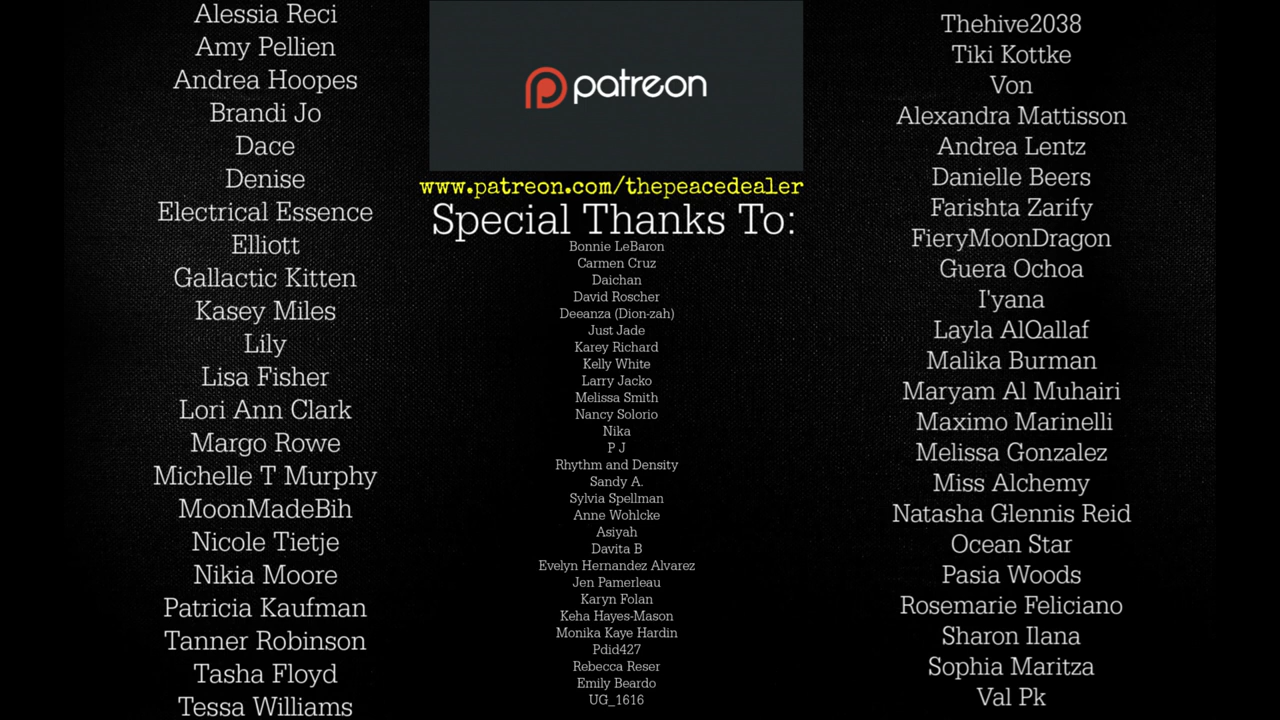 Alessia Reci
Amy Pellien
Andrea Hoopes
Brandi Jo
Dace
Denise
Electrical Essence
Elliott
Gallactic Kitten
Kasey Miles
Lily
Lisa Fisher
Lori Ann Clark
Margo Rowe
Michelle T Murphy
MoonMadeBih
Nicole Tietje
Nikia Moore
Patricia Kaufman
Tanner Robinson
Tasha Floyd
Tessa Williams
patreon
www.patreon.com/thepeacedealer
Special Thanks To:
Bonnie LeBaron
Carmen Cruz
Daichan
David Roscher
Deeanza (Dion-zah)
Just Jade
Karey Richard
Kelly White
Larry Jacko
Melissa Smith
Nancy Solorio
Nika
P J
Rhythm and Density
Sandy A.
Sylvia Spellman
Anne Wohlcke
Asiyah
Davita B
Evelyn Hernandez Alvarez
Jen Pamerleau
Karyn Folan
Keha Hayes-Mason
Monika Kaye Hardin
Pdid427
Rebecca Reser
Emily Beardo
UG_1616
Thehive2038
Tiki Kottke
Von
Alexandra Mattisson
Andrea Lentz
Danielle Beers
Farishta Zarify
FieryMoonDragon
Guera Ochoa
I'yana
Layla AlQallaf
Malika Burman
Maryam Al Muhairi
Maximo Marinelli
Melissa Gonzalez
Miss Alchemy
Natasha Glennis Reid
Ocean Star
Pasia Woods
Rosemarie Feliciano
Sharon Ilana
Sophia Maritza
Val Pk